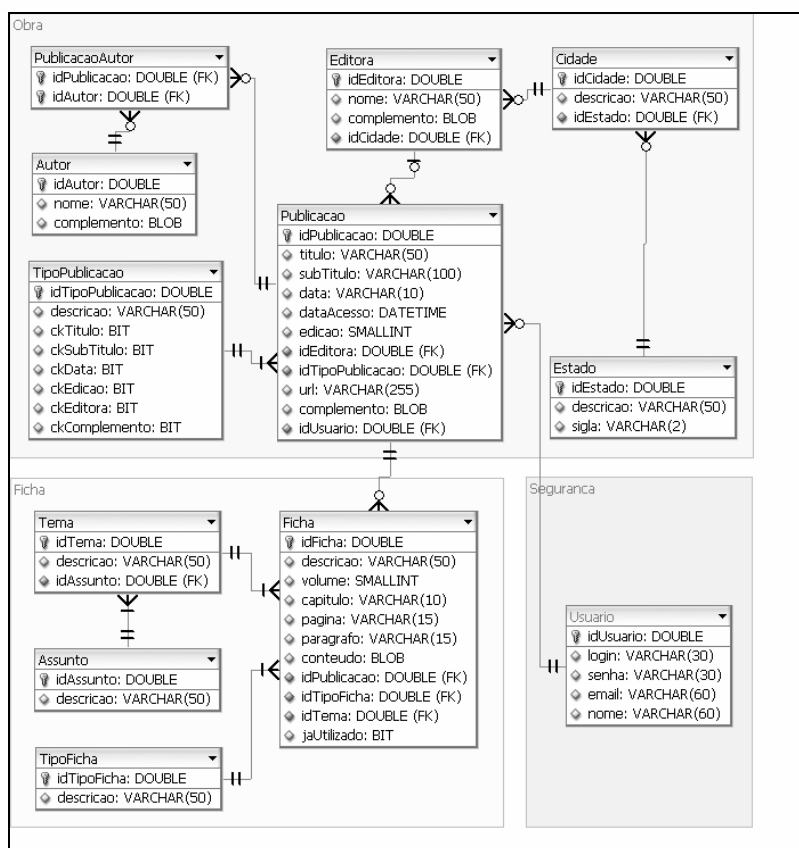 Obra
PublicacaoAutor
idPublicacao: DOUBLE (FK)
idAutor: DOUBLE (FK)
Editora
idEditora: DOUBLE
nome: VARCHAR(50)
complemento: BLOB
idCidade: DOUBLE (FK)
Cidade
idCidade: DOUBLE
descricao: VARCHAR(50)
idEstado: DOUBLE (FK)
Autor
idAutor: DOUBLE
nome: VARCHAR(50)
complemento: BLOB
Publicacao
idPublicacao: DOUBLE
titulo: VARCHAR(50)
subTitulo: VARCHAR(100)
data: VARCHAR(10)
dataAcesso: DATETIME
edicao: SMALLINT
idEditora: DOUBLE (FK)
idTipoPublicacao: DOUBLE (FK)
url: VARCHAR(255)
complemento: BLOB
idUsuario: DOUBLE (FK)
TipoPublicacao
idTipoPublicacao: DOUBLE
descricao: VARCHAR(50)
ckTitulo: BIT
ckSubTitulo: BIT
ckData: BIT
ckEdicao: BIT
ckEditora: BIT
ckComplemento: BIT
Estado
idEstado: DOUBLE
descricao: VARCHAR(50)
sigla: VARCHAR(2)
Ficha
Tema
idTema: DOUBLE
descricao: VARCHAR(50)
idAssunto: DOUBLE (FK)
Ficha
idFicha: DOUBLE
descricao: VARCHAR(50)
volume: SMALLINT
capitulo: VARCHAR(10)
pagina: VARCHAR(15)
paragrafo: VARCHAR(15)
conteudo: BLOB
idPublicacao: DOUBLE (FK)
idTipoFicha: DOUBLE (FK)
idTema: DOUBLE (FK)
jaUtilizado: BIT
Assunto
idAssunto: DOUBLE
descricao: VARCHAR(50)
TipoFicha
idTipoFicha: DOUBLE
descricao: VARCHAR(50)
Seguranca
Usuario
idUsuario: DOUBLE
login: VARCHAR(30)
senha: VARCHAR(30)
email: VARCHAR(60)
nome: VARCHAR(60)